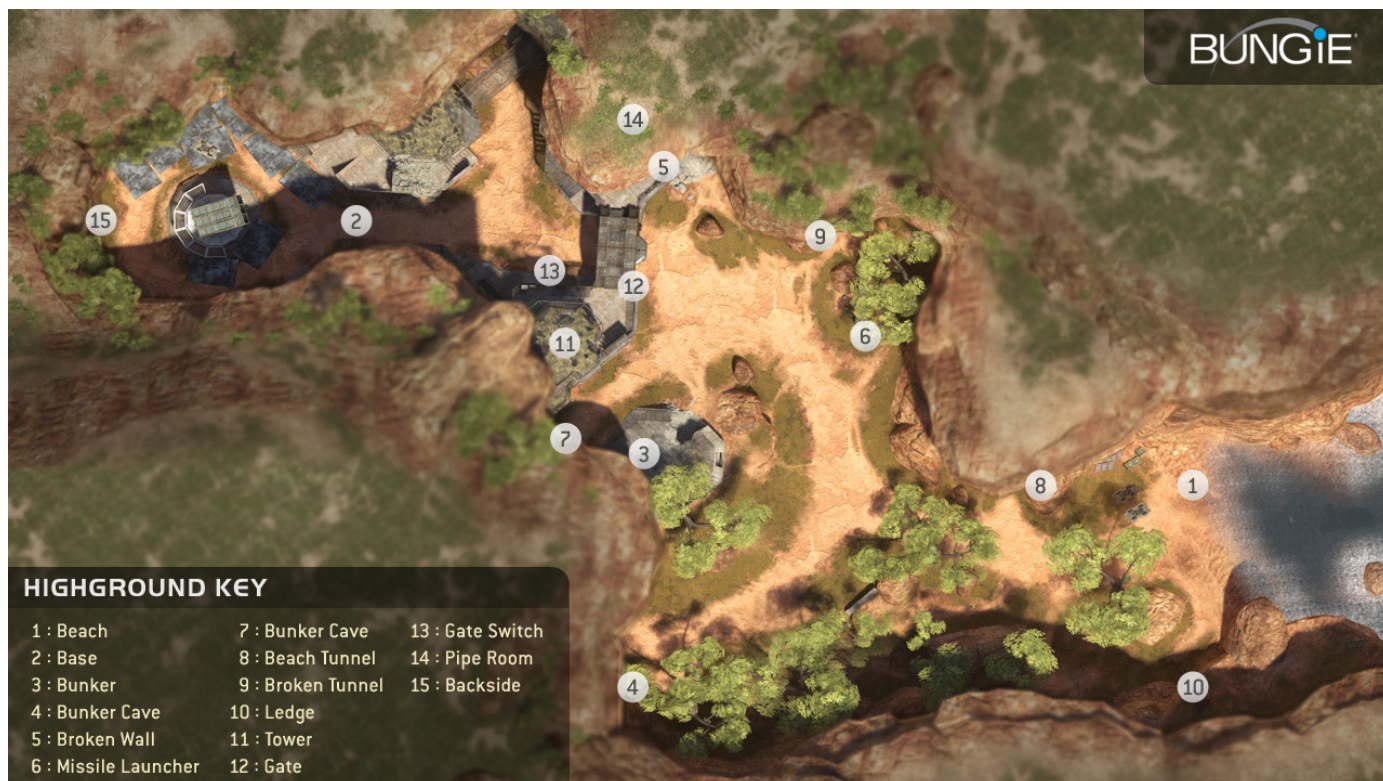 BUNGiE
14
5
15
2
9
13
12
6
11
7
3
8
1
4
10
HIGHGROUND KEY
1 : Beach
2 : Base
3 : Bunker
4 : Bunker Cave
5 : Broken Wall
6 : Missile Launcher
7 : Bunker Cave
8 : Beach Tunnel
9 : Broken Tunnel
10 : Ledge
11 : Tower
12 : Gate
13 : Gate Switch
14 : Pipe Room
15 : Backside